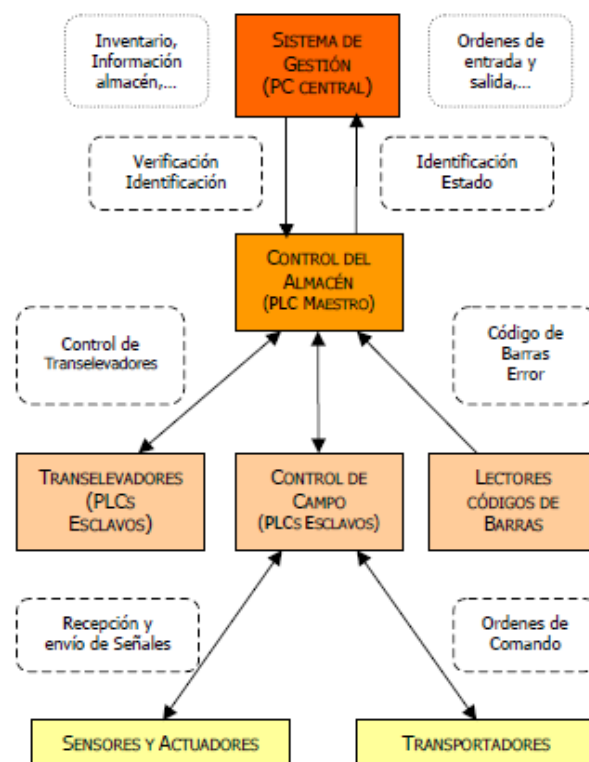 Inventario,
Información
almacén,...
SISTEMA DE
GESTIÓN
(PC CENTRAL)
Ordenes de
entrada y
salida,...
Verificación
Identificación
Identificación
Estado
CONTROL DEL
ALMACÉN
(PLC MAESTRO)
Control de
Transelevadores
Código de
Barras
Error
TRANSELEVADORES
(PLCS
ESCLAVOS)
CONTROL DE
CAMPO
(PLCS ESCLAVOS)
LECTORES
CÓDIGOS DE
BARRAS
Recepción y
envío de Señales
Ordenes de
Comando
SENSORES Y ACTUADORES
TRANSPORTADORES